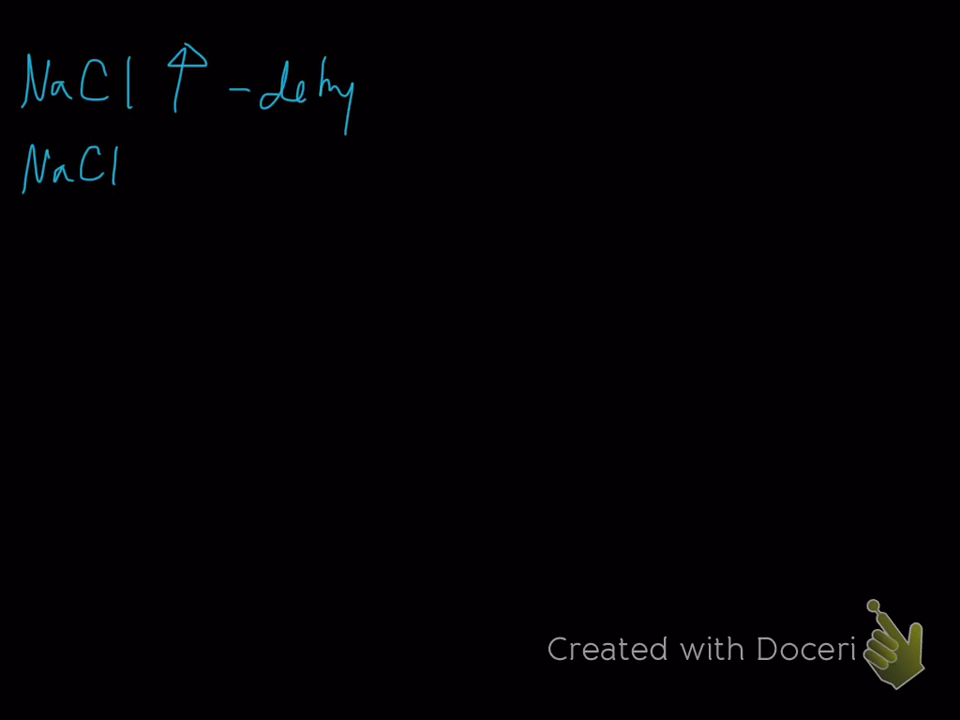 NaCl ↑ - dehy
NaCl
Created with Doceri